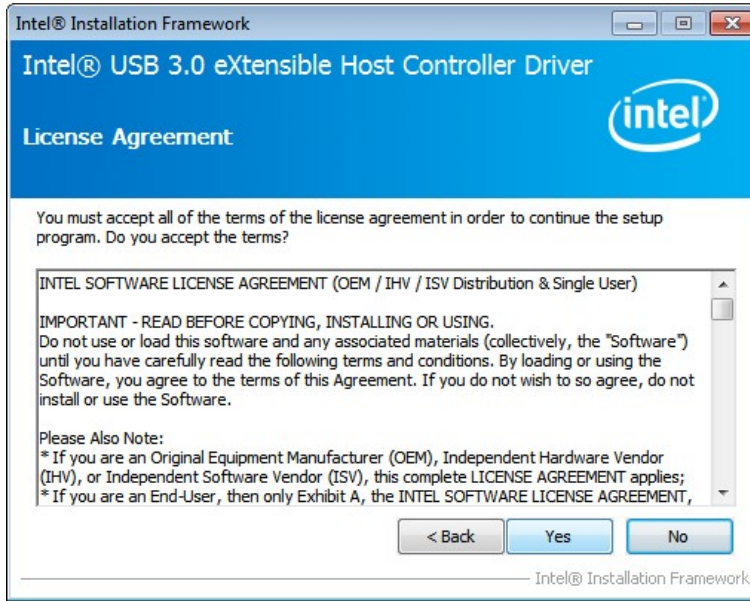 Intel® Installation Framework
Intel® USB 3.0 eXtensible Host Controller Driver
intel
License Agreement
You must accept all of the terms of the license agreement in order to continue the setup
program. Do you accept the terms?
INTEL SOFTWARE LICENSE AGREEMENT (OEM / IHV / ISV Distribution & Single User)
IMPORTANT - READ BEFORE COPYING, INSTALLING OR USING.
Do not use or load this software and any associated materials (collectively, the "Software")
until you have carefully read the following terms and conditions. By loading or using the
Software, you agree to the terms of this Agreement. If you do not wish to so agree, do not
install or use the Software.
Please Also Note:
* If you are an Original Equipment Manufacturer (OEM), Independent Hardware Vendor
(IHV), or Independent Software Vendor (ISV), this complete LICENSE AGREEMENT applies;
* If you are an End-User, then only Exhibit A, the INTEL SOFTWARE LICENSE AGREEMENT,
< Back
Yes
No
Intel® Installation Framework